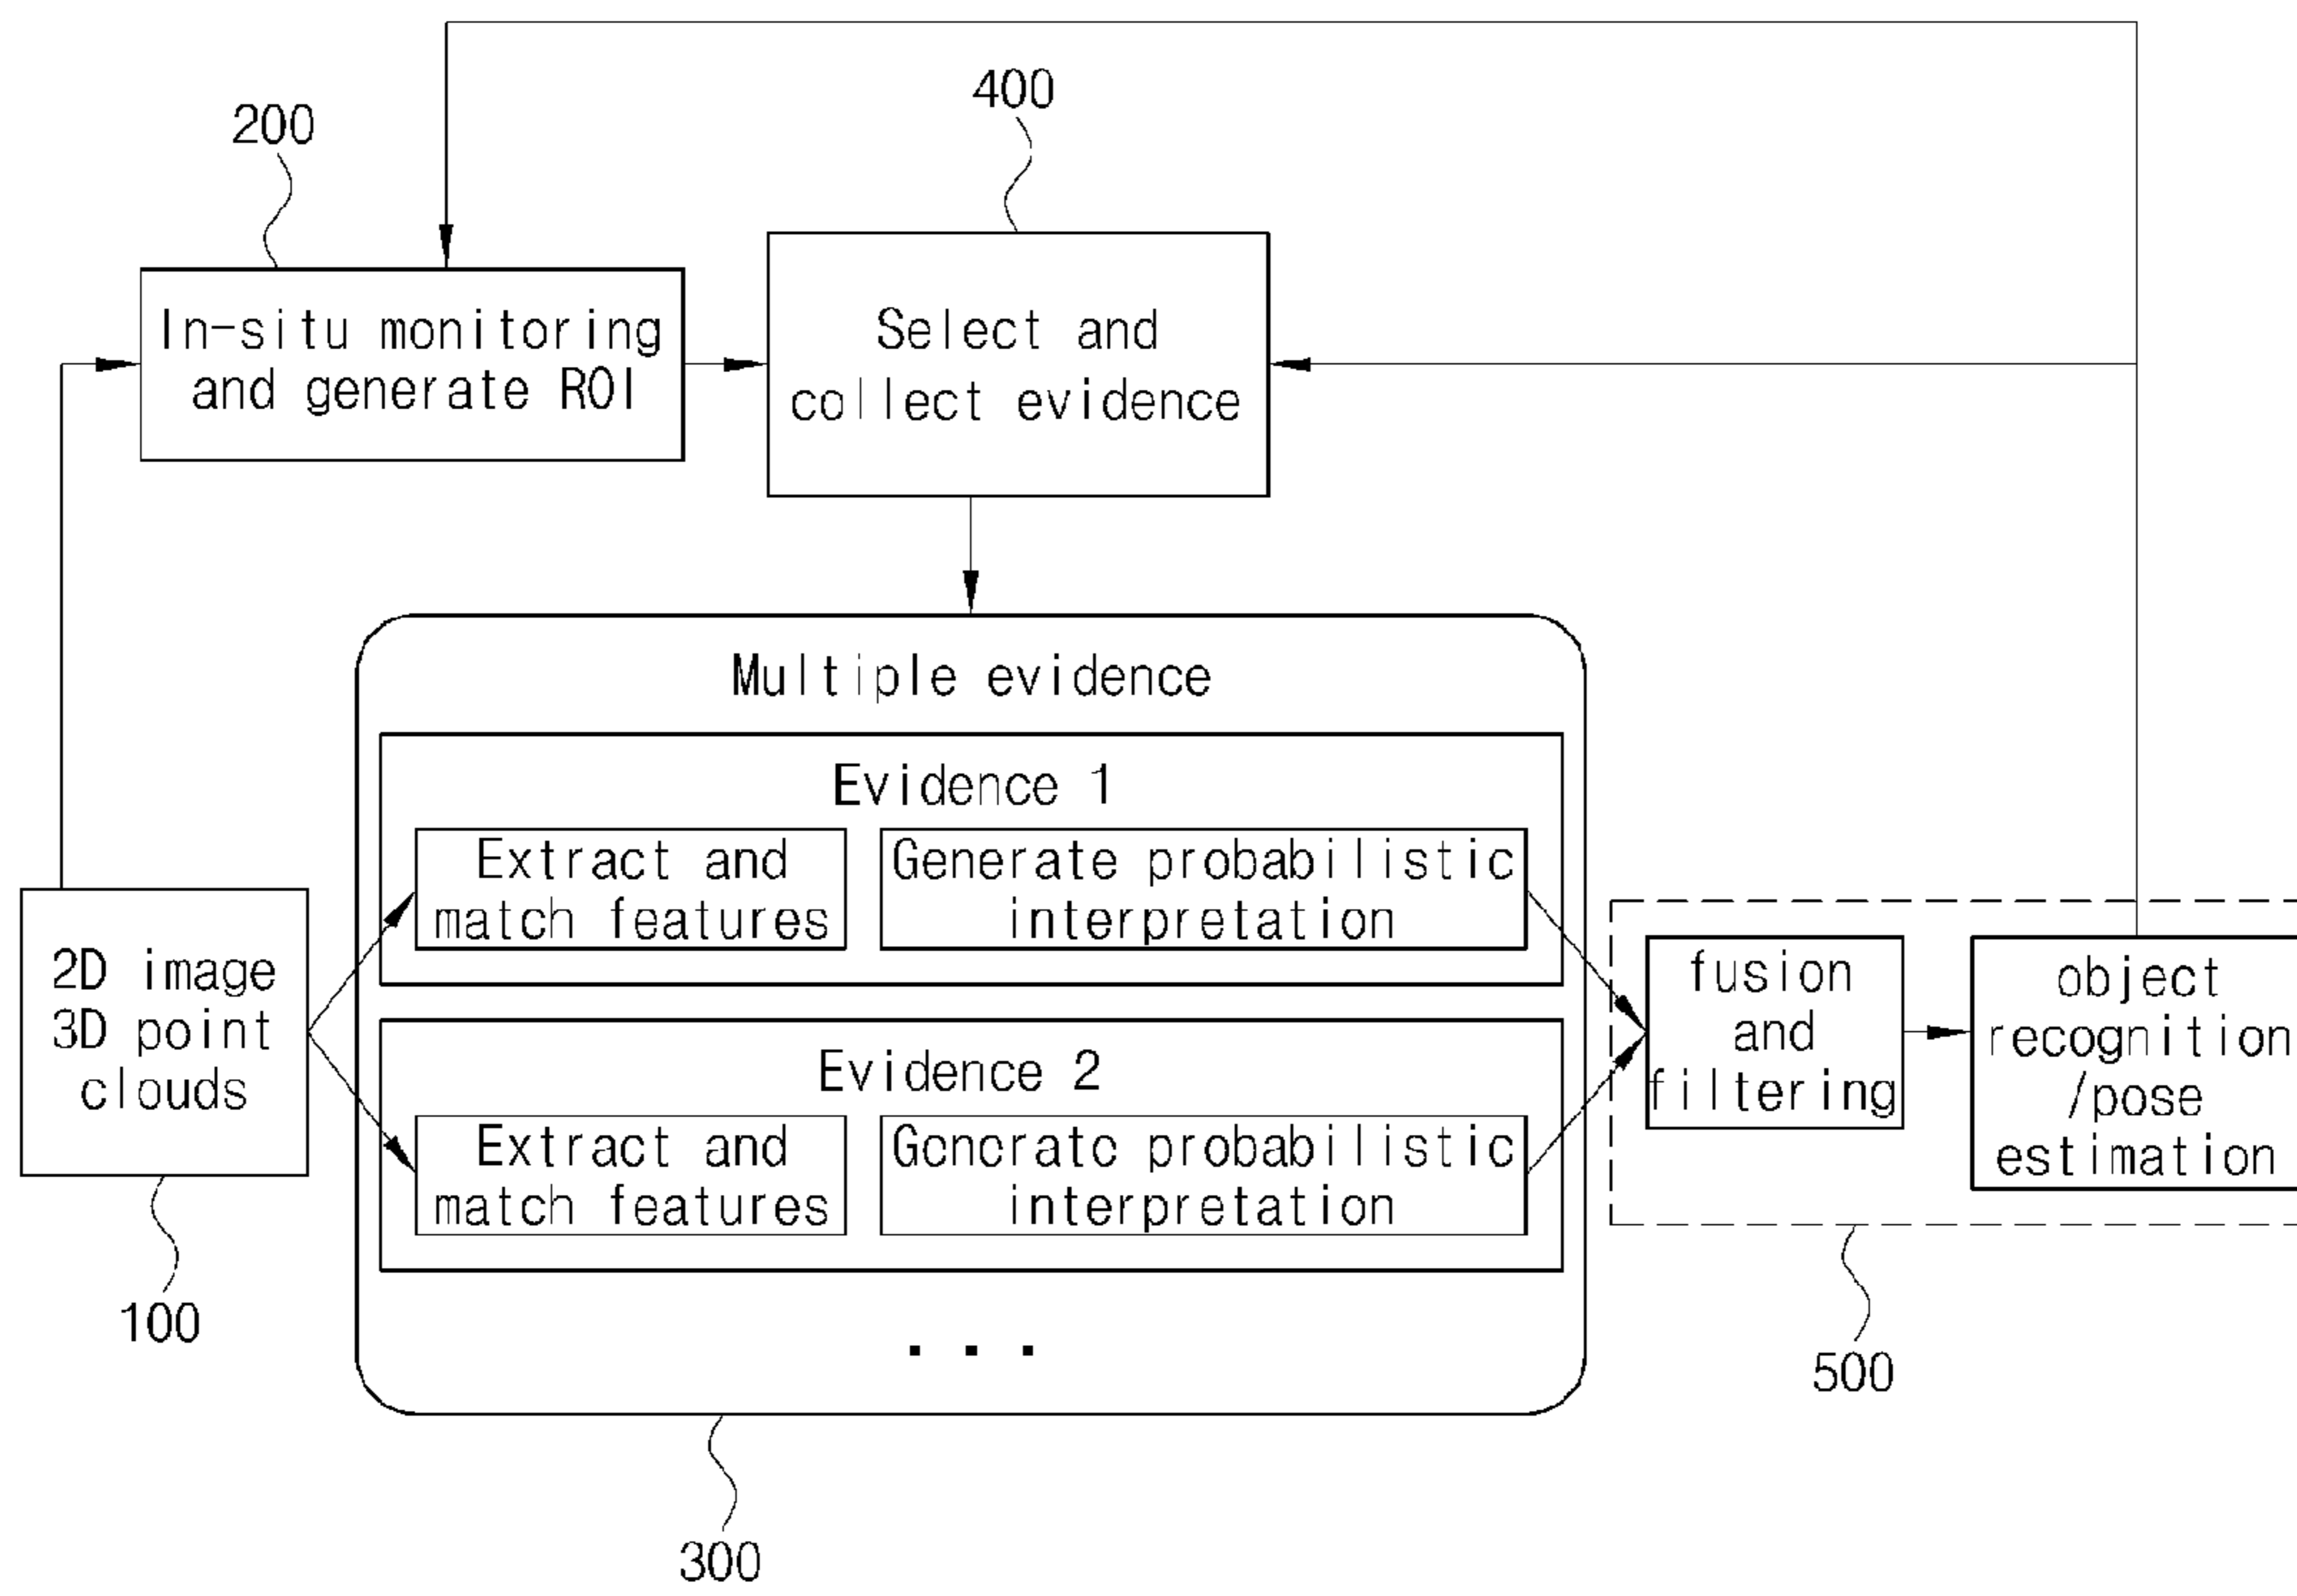 400
200
In-situ monitoring
and generate ROI
Select and
collect evidence
Multiple evidence
Evidence 1
Extract and
match features
Generate probabilistic
interpretation
2D image
3D point
clouds
fusion
and
filtering
object
recognition
/pose
estimation
Evidence 2
Extract and
match features
Generate probabilistic
interpretation
100
...
500
300